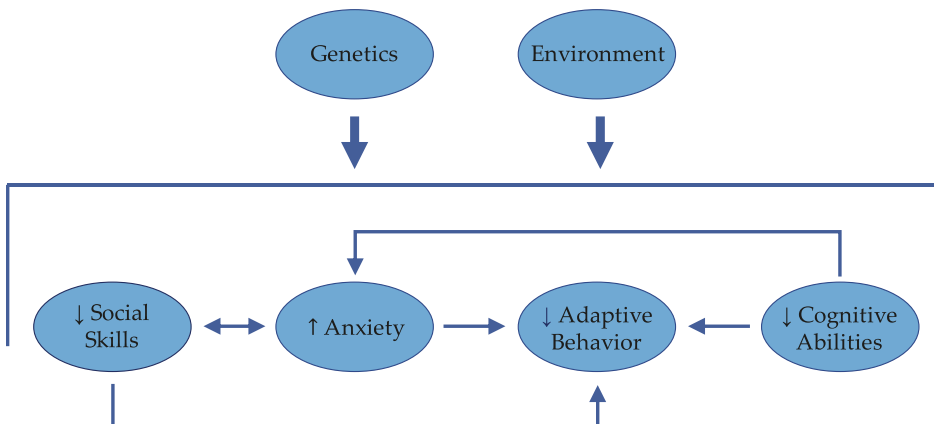 Genetics
Environment
↓ Social
Skills
↑ Anxiety
↓ Adaptive
Behavior
↓ Cognitive
Abilities